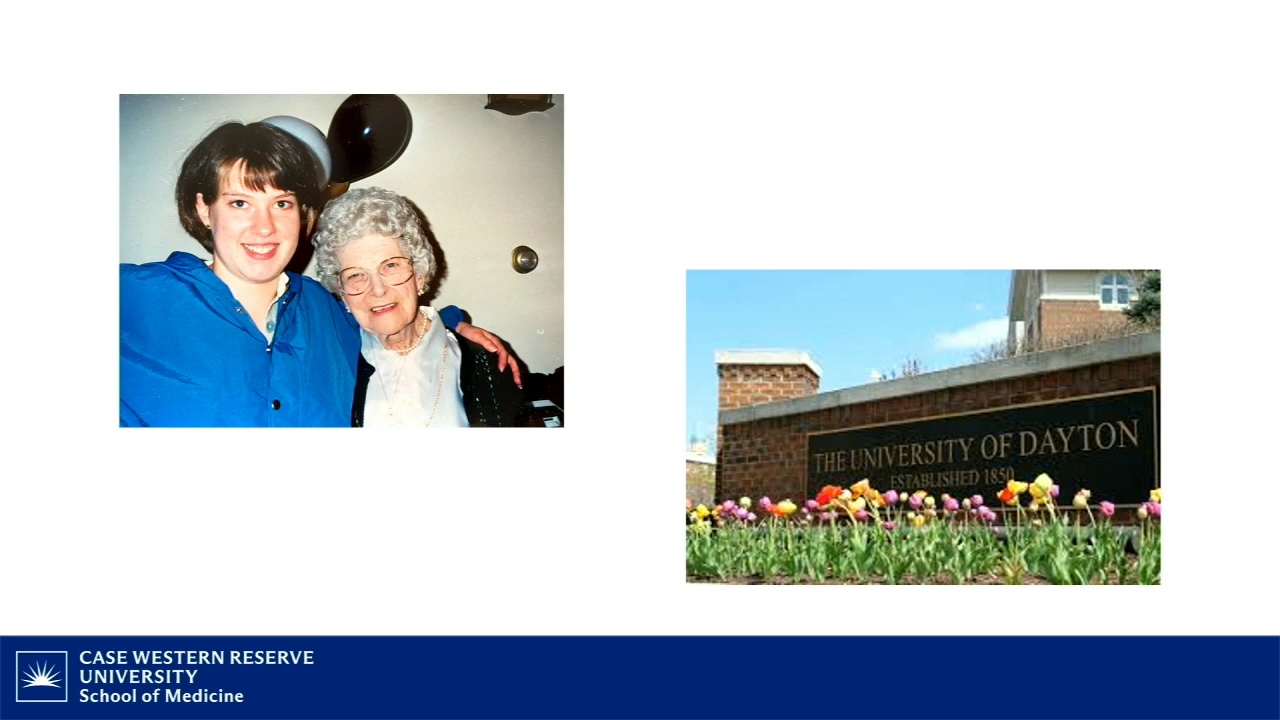 THE UNIVERSITY OF DAYTON
ESTABLISHED 1850
CASE WESTERN RESERVE
UNIVERSITY
School of Medicine